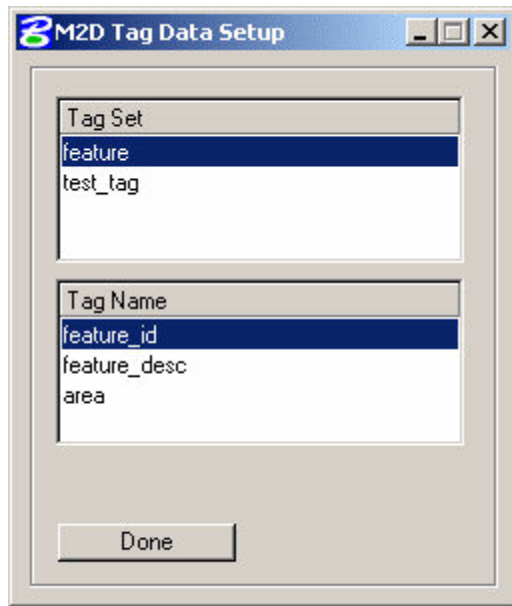 M2D Tag Data Setup
Tag Set
feature
test_tag
Tag Name
feature_id
feature_desc
area
Done